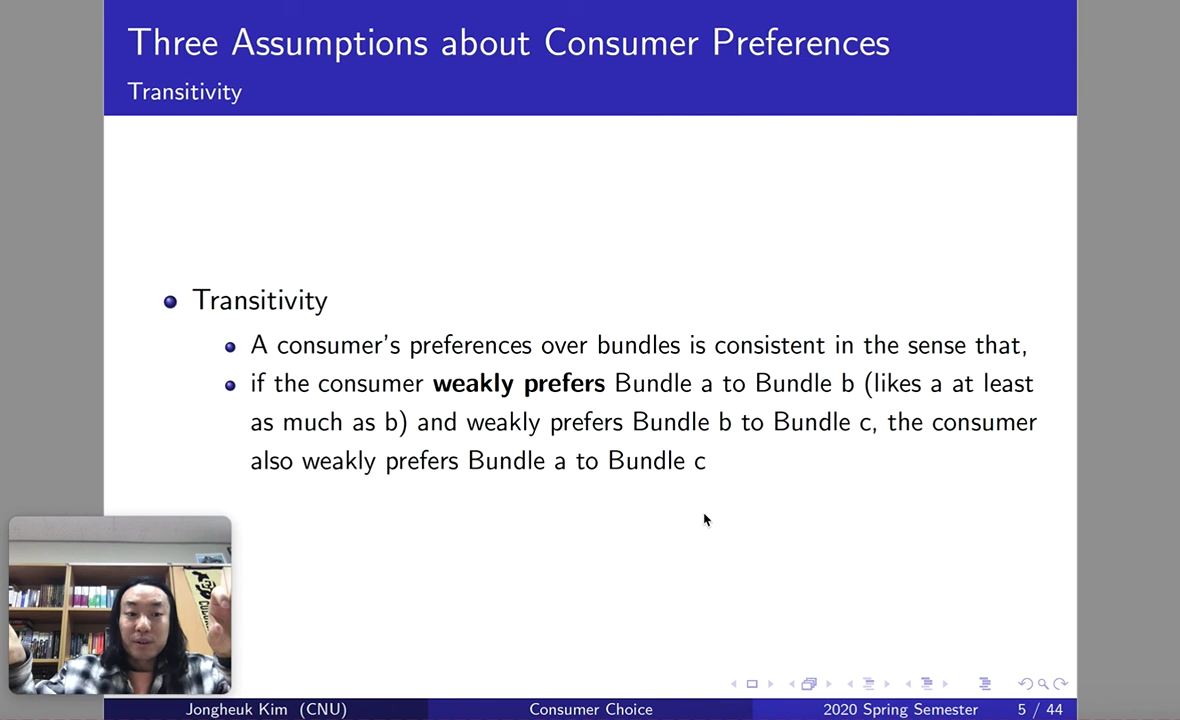 Three Assumptions about Consumer Preferences
Transitivity
Transitivity
A consumer's preferences over bundles is consistent in the sense that,
if the consumer weakly prefers Bundle a to Bundle b (likes a at least
as much as b) and weakly prefers Bundle b to Bundle c, the consumer
also weakly prefers Bundle a to Bundle c
Jongheuk Kim (CNU)
Consumer Choice
2020 Spring Semester
5 / 44